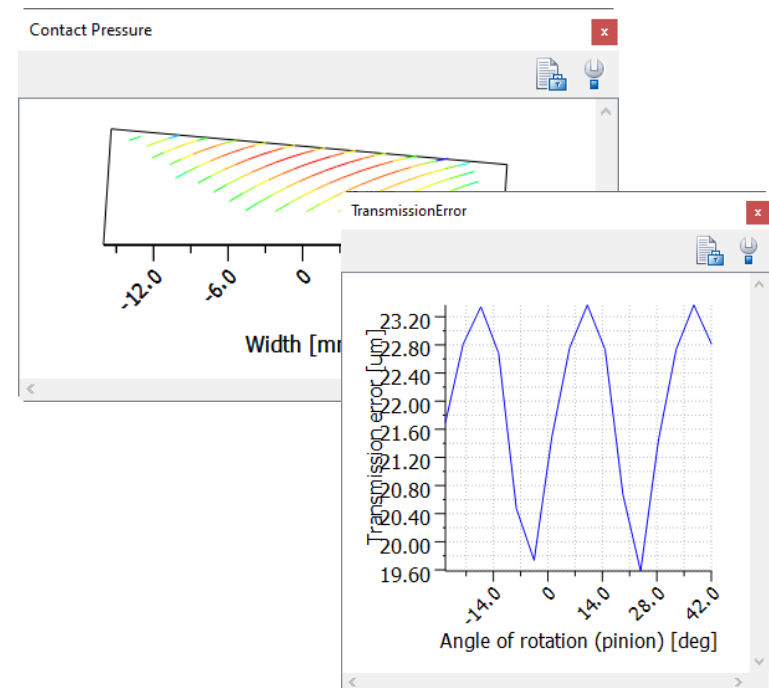 Contact Pressure
x
-12.0
-6.0
0
Width [m
TransmissionError
x
Transmission error [um]
23.20
22.80
22.40
22.00
21.60
21.20
20.80
20.40
20.00
19.60
-14.0
0
14.0
28.0
42.0
Angle of rotation (pinion) [deg]